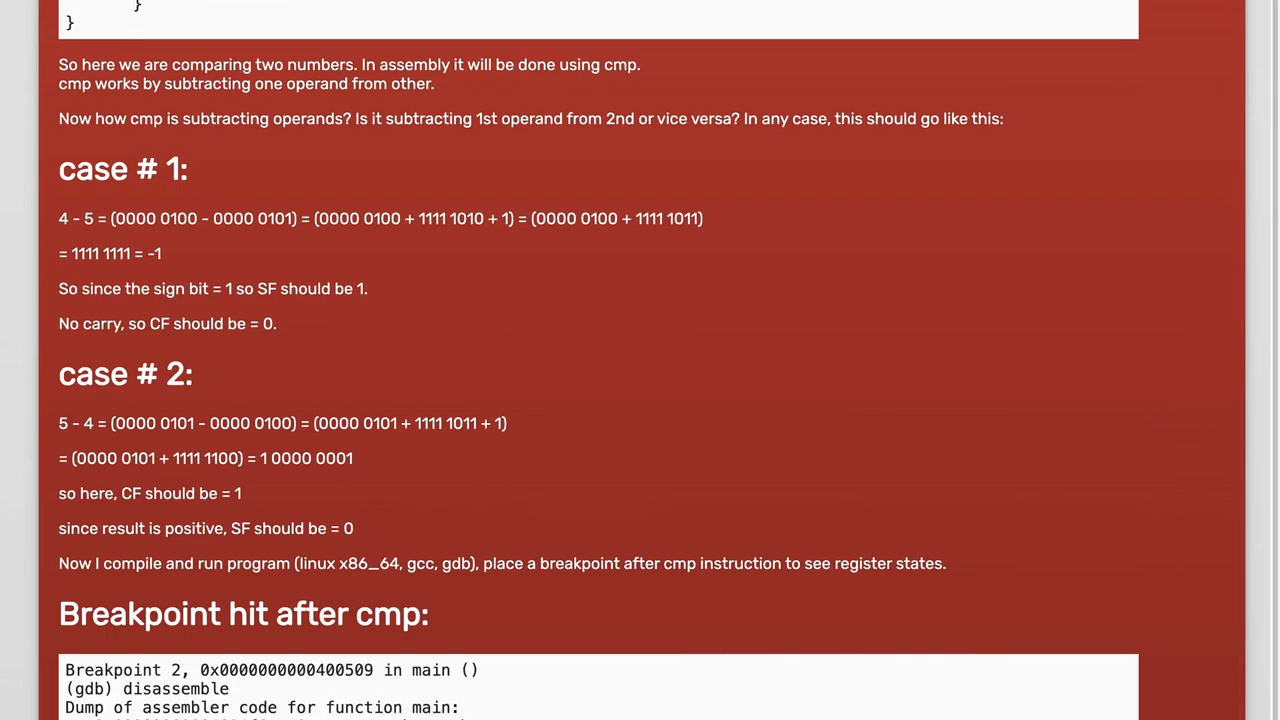 }
}
So here we are comparing two numbers. In assembly it will be done using cmp.
cmp works by subtracting one operand from other.
Now how cmp is subtracting operands? Is it subtracting 1st operand from 2nd or vice versa? In any case, this should go like this:
case # 1:
4 - 5 = (0000 0100 - 0000 0101) = (0000 0100 + 1111 1010 + 1) = (0000 0100 + 1111 1011)
= 1111 1111 = -1
So since the sign bit = 1 so SF should be 1.
No carry, so CF should be = 0.
case # 2:
5 - 4 = (0000 0101 - 0000 0100) = (0000 0101 + 1111 1011 + 1)
= (0000 0101 + 1111 1100) = 1 0000 0001
so here, CF should be = 1
since result is positive, SF should be = 0
Now I compile and run program (linux x86_64, gcc, gdb), place a breakpoint after cmp instruction to see register states.
Breakpoint hit after cmp:
Breakpoint 2, 0x0000000000400509 in main ()
(gdb) disassemble
Dump of assembler code for function main: